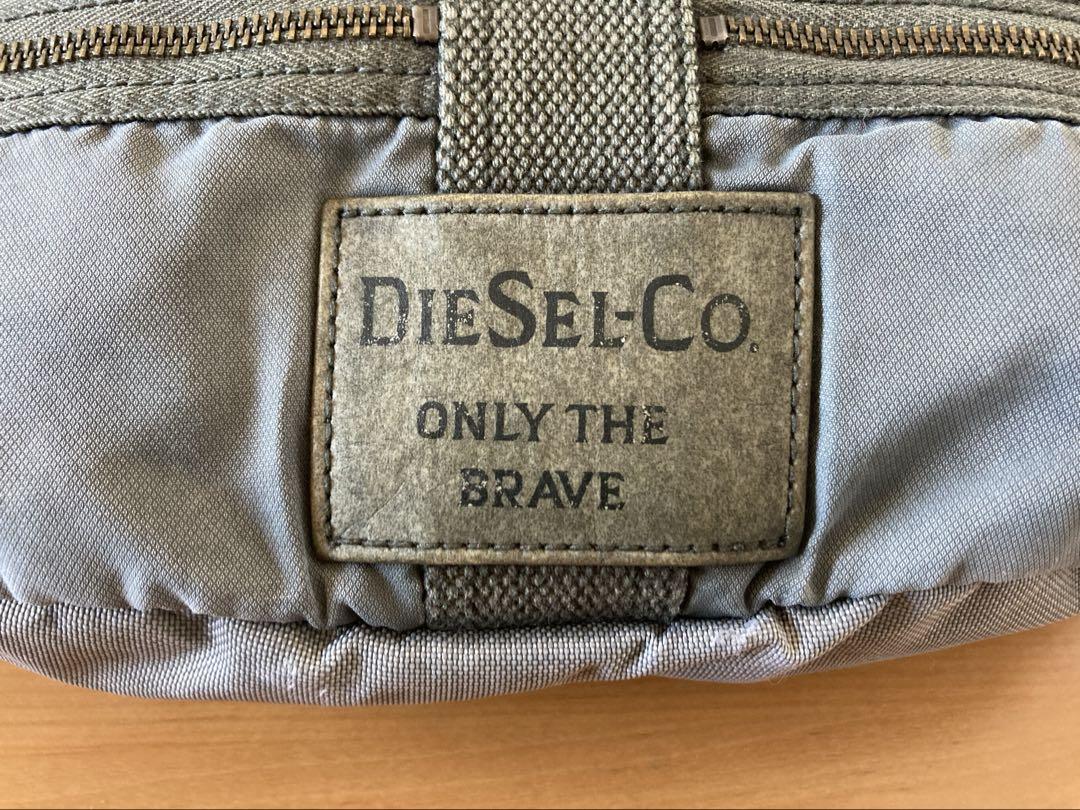 DIESEL-CO.
ONLY THE
BRAVE